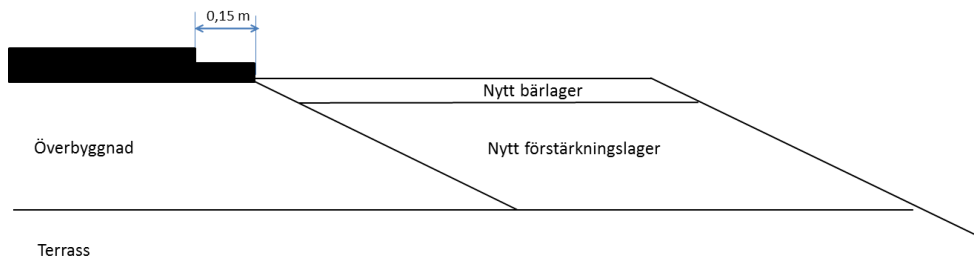 0,15 m
Nytt bärlager
Överbyggnad
Nytt förstärkningslager
Terrass